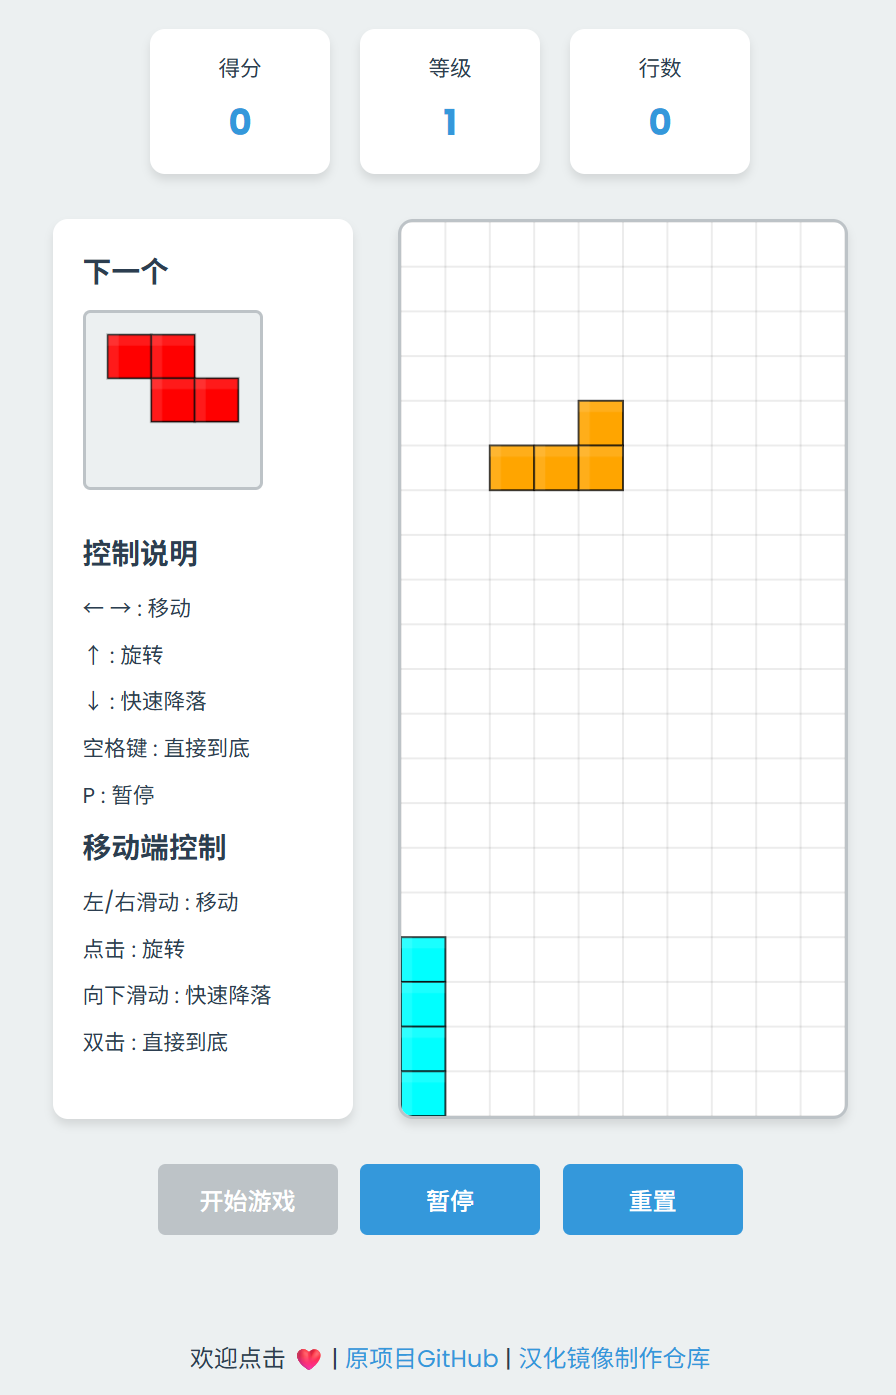 得分
0
等级
1
行数
0
下一个
控制说明
← → : 移动
↑ : 旋转
↓ : 快速降落
空格键 : 直接到底
P : 暂停
移动端控制
左/右滑动 : 移动
点击 : 旋转
向下滑动 : 快速降落
双击 : 直接到底
开始游戏
暂停
重置
欢迎点击 💗 | 原项目GitHub | 汉化镜像制作仓库